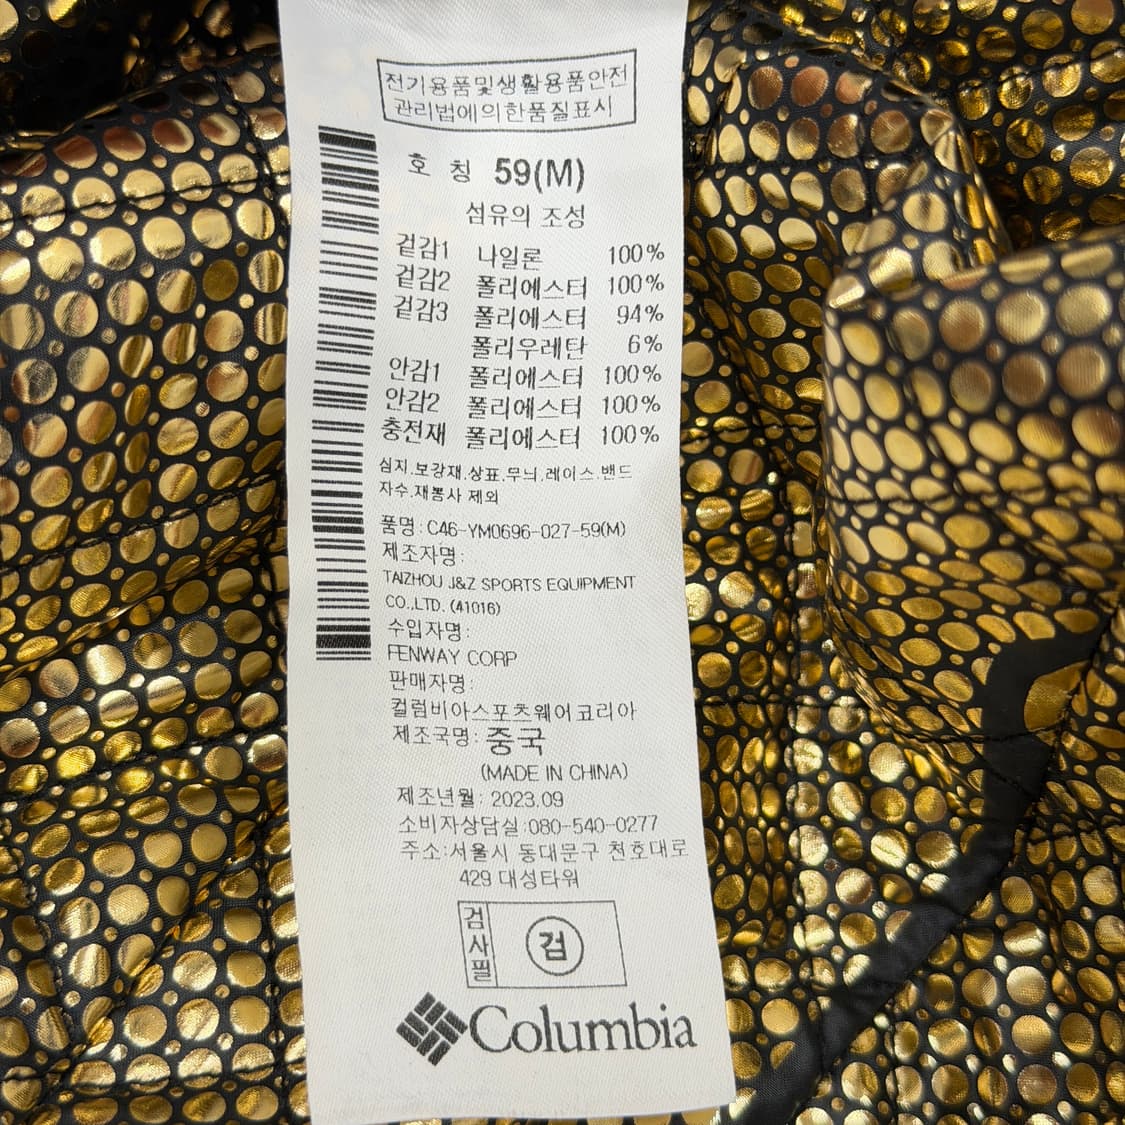 전기용품및생활용품안전
관리법에의한품질표시
호 칭 59(M)
섬유의 조성
겉감1 나일론 100%
겉감2 폴리에스터 100%
겉감3 폴리에스터 94%
폴리우레탄 6%
안감1 폴리에스터 100%
안감2 폴리에스터 100%
충전재 폴리에스터 100%
심지.보강재.상표.무늬.레이스.밴드
자수.재봉사 제외
품명:C46-YM0696-027-59(M)
제조자명:
TAIZHOU J&Z SPORTS EQUIPMENT
CO.,LTD. (41016)
수입자명:
FENWAY CORP
판매자명:
컬럼비아스포츠웨어코리아
제조국명: 중국
(MADE IN CHINA)
제조년월: 2023.09
소비자상담실:080-540-0277
주소:서울시 동대문구 천호대로
429 대성타워
검사필 검
Columbia